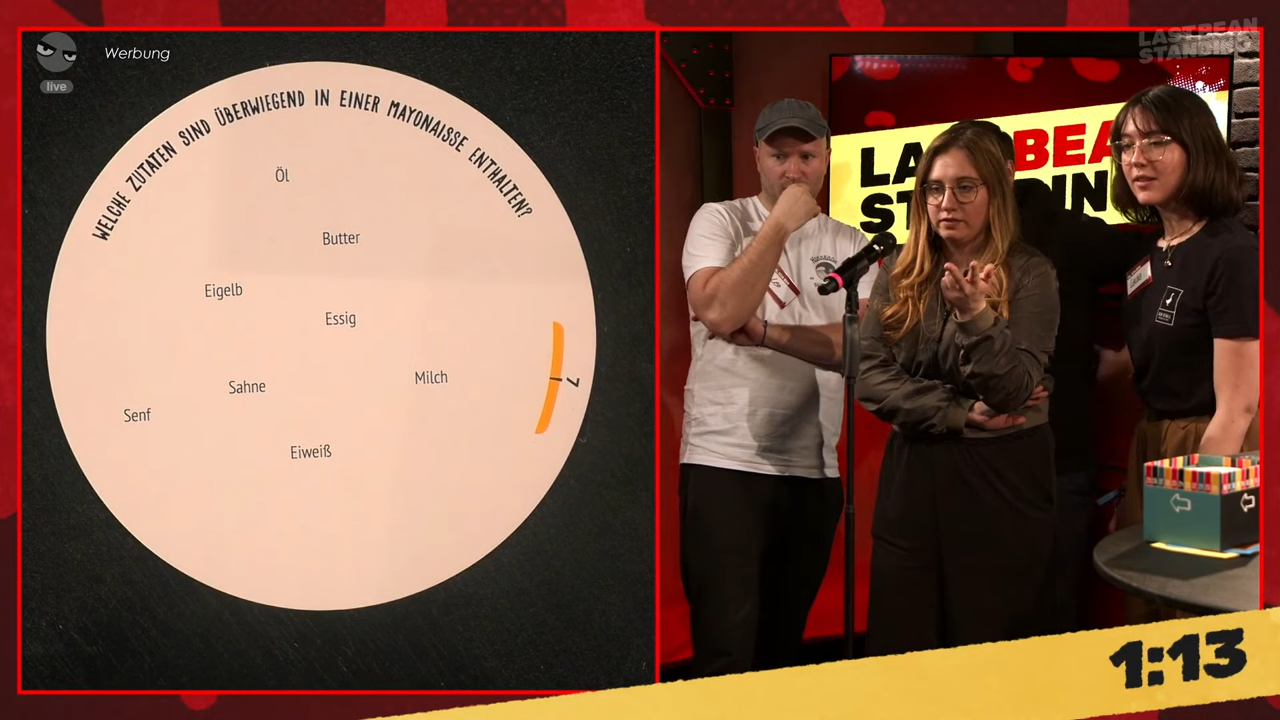 Werbung
live
WELCHE ZUTATEN SIND ÜBERWIEGEND IN EINER MAYONAISSE ENTHALTEN?
Öl
Butter
Eigelb
Essig
Sahne
Milch
Senf
Eiweiß
7
LAST BEAN
STANDING
1:13